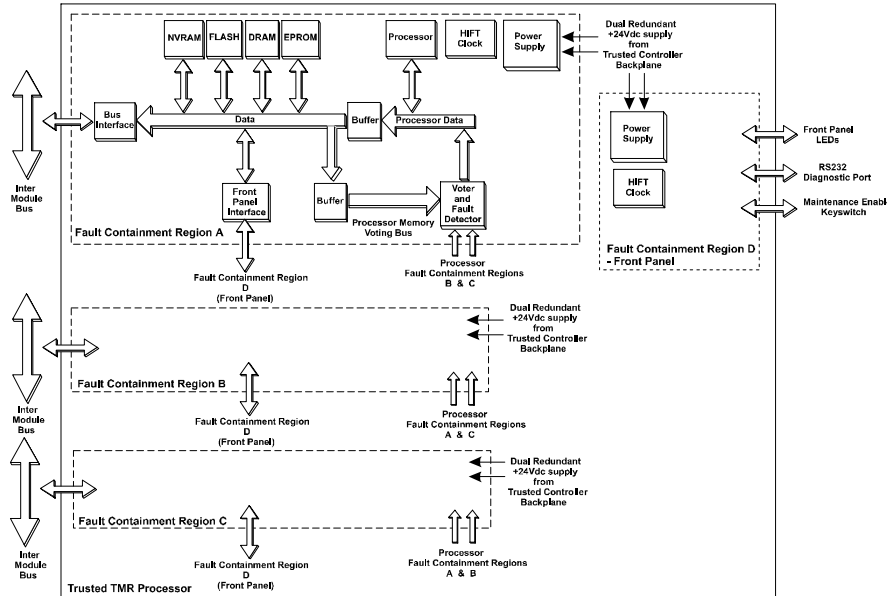 NVRAM
FLASH
DRAM
EPROM
Processor
HIFT
Clock
Power
Supply
Dual Redundant
+24Vdc supply
from
Trusted Controller
Backplane
Bus
Interface
Data
Buffer
Processor Data
Inter
Module
Bus
Front
Panel
Interface
Buffer
Processor Memory
Voting Bus
Voter
and
Fault
Detector
Fault Containment Region A
Fault Containment Region
D
(Front Panel)
Processor
Fault Containment Regions
B & C
Power
Supply
HIFT
Clock
Fault Containment Region D
- Front Panel
Front Panel
LEDs
RS232
Diagnostic Port
Maintenance Enabl
Keyswitch
Dual Redundant
+24Vdc supply
from
Trusted Controller
Backplane
Fault Containment Region B
Inter
Module
Bus
Fault Containment Region
D
(Front Panel)
Processor
Fault Containment Regions
A & C
Dual Redundant
+24Vdc supply
from
Trusted Controller
Backplane
Fault Containment Region C
Inter
Module
Bus
Fault Containment Region
D
(Front Panel)
Processor
Fault Containment Regions
A & B
Trusted TMR Processor